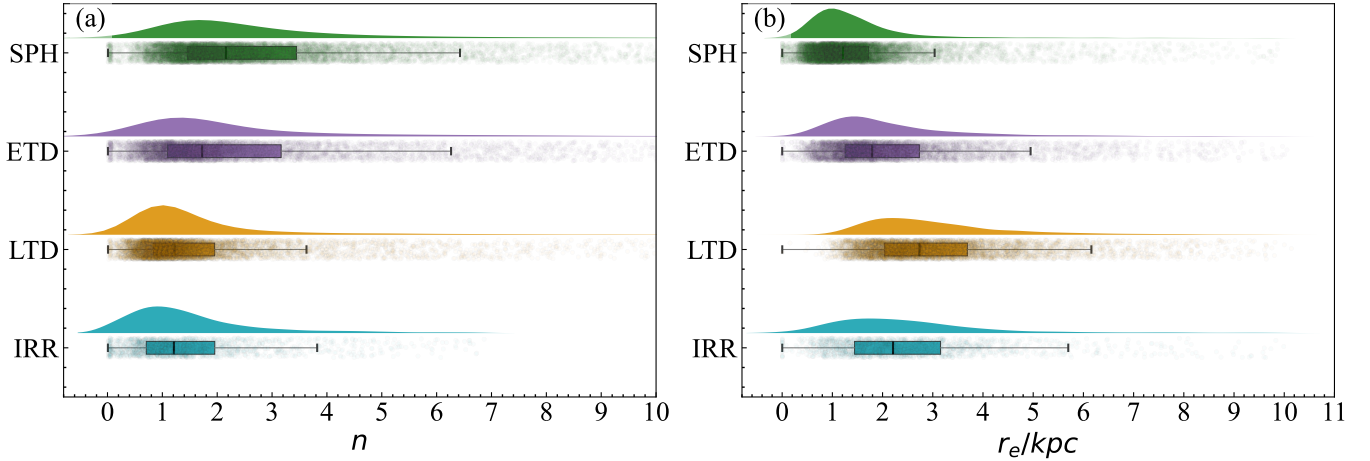 (a)
SPH
ETD
LTD
IRR
0 1 2 3 4 5 6 7 8 9 10
n
(b)
SPH
ETD
LTD
IRR
0 1 2 3 4 5 6 7 8 9 10 11
r_e/kpc